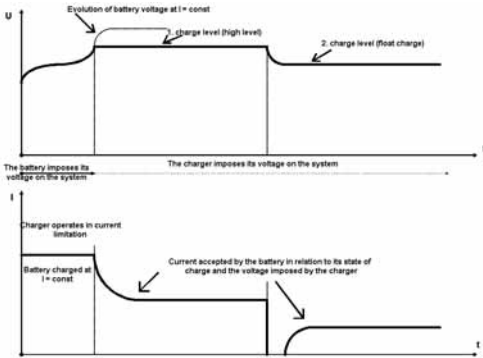 Evolution of battery voltage at I = const
U
1. charge level (high level)
2. charge level (float charge)
The battery imposes its
voltage on the system
The charger imposes its voltage on the system
I
Charger operates in current
limitation
Battery charged at
I = const
Current accepted by the battery in relation to its state of
charge and the voltage imposed by the charger
t